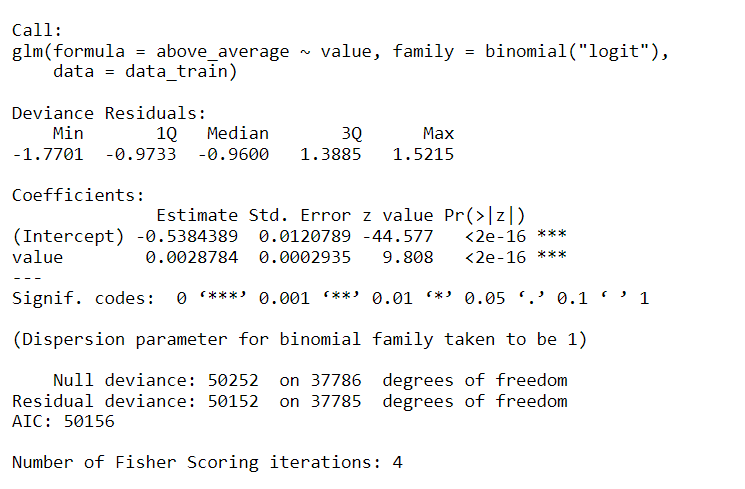 Call:
glm(formula = above_average ~ value, family = binomial("logit"),
    data = data_train)
Deviance Residuals:
    Min       1Q   Median       3Q      Max
-1.7701  -0.9733  -0.9600   1.3885   1.5215
Coefficients:
              Estimate Std. Error z value Pr(>|z|)
(Intercept) -0.5384389  0.0120789 -44.577   <2e-16 ***
value        0.0028784  0.0002935   9.808   <2e-16 ***
---
Signif. codes:  0 ‘***’ 0.001 ‘**’ 0.01 ‘*’ 0.05 ‘.’ 0.1 ‘ ’ 1
(Dispersion parameter for binomial family taken to be 1)
    Null deviance: 50252  on 37786  degrees of freedom
Residual deviance: 50152  on 37785  degrees of freedom
AIC: 50156
Number of Fisher Scoring iterations: 4